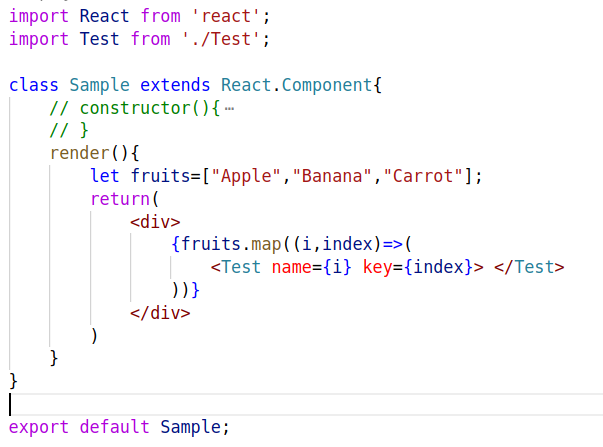 import React from 'react';
import Test from './Test';
class Sample extends React.Component{
// constructor(){ ⋯
// }
render(){
let fruits=["Apple","Banana","Carrot"];
return(
<div>
{fruits.map((i,index)=>(
<Test name={i} key={index}> </Test>
))}
</div>
)
}
}
export default Sample;